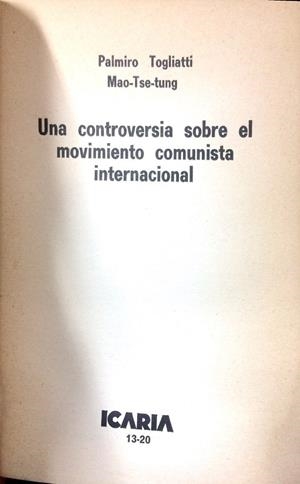 Palmiro Togliatti
Mao-Tse-tung
Una controversia sobre el
movimiento comunista
internacional
ICARIA
13-20